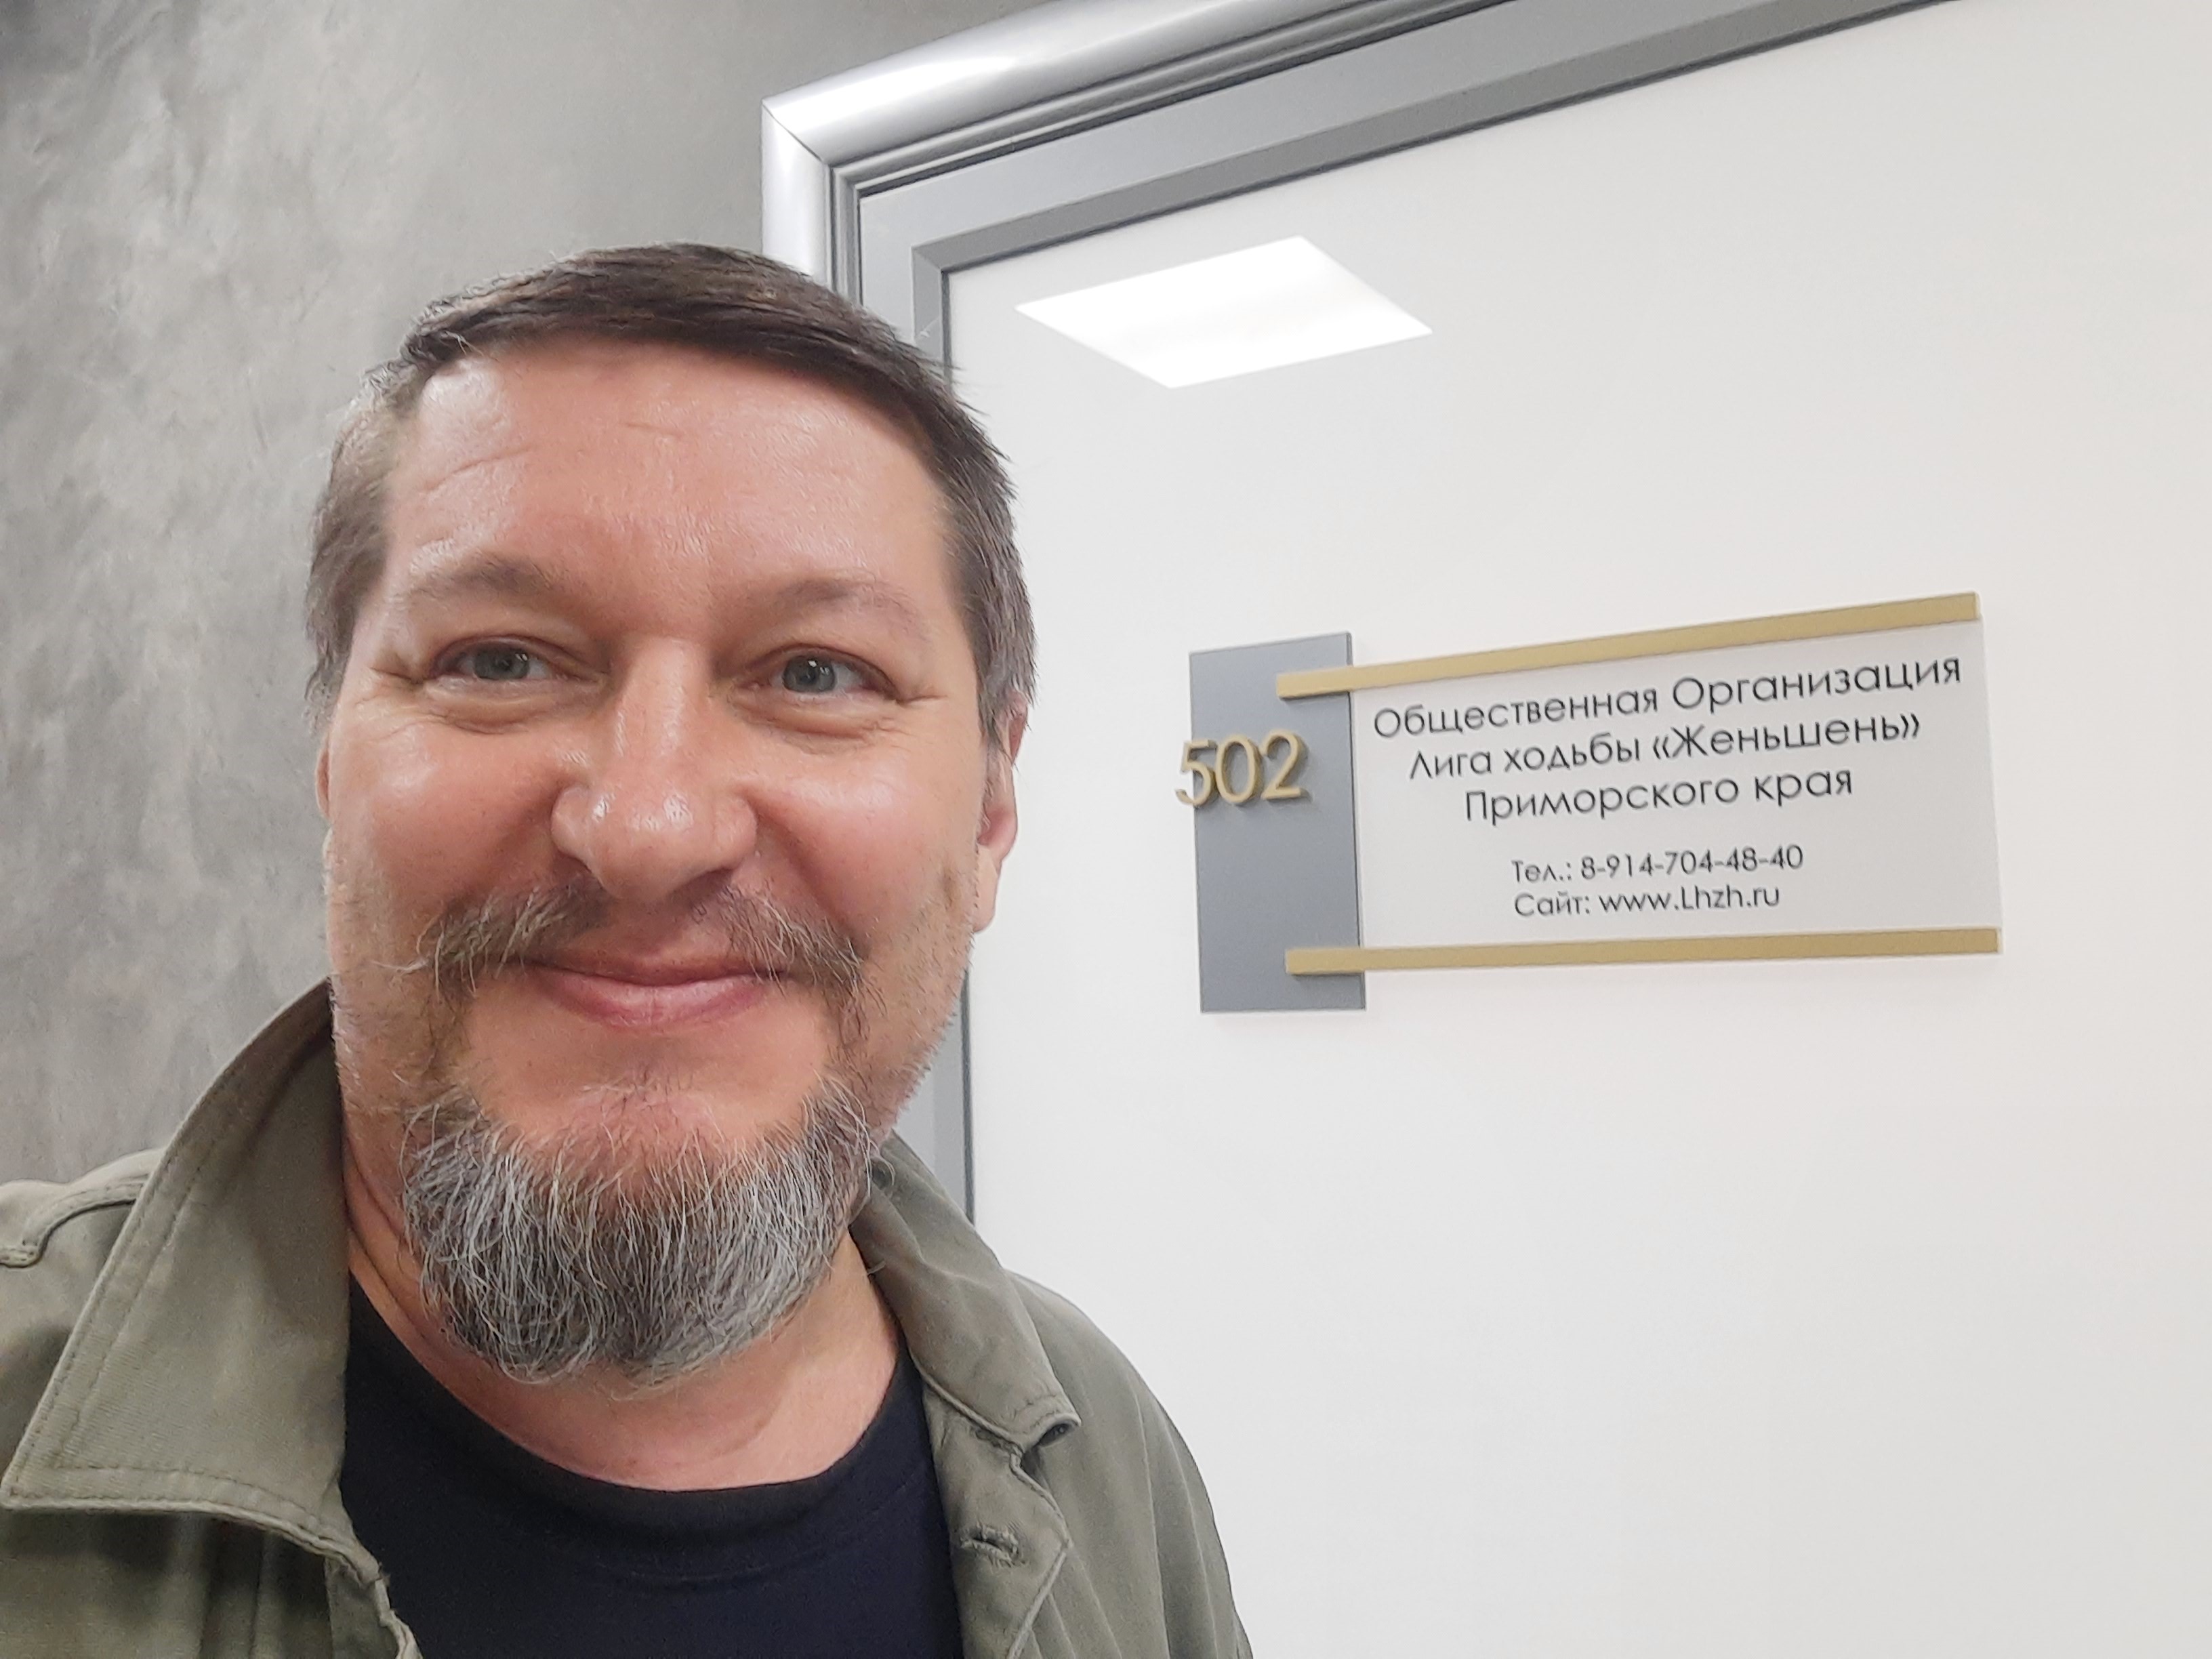 502
Общественная Организация
Лига ходьбы «Женьшень»
Приморского края
Тел.: 8-914-704-48-40
Сайт: www.Lhzh.ru